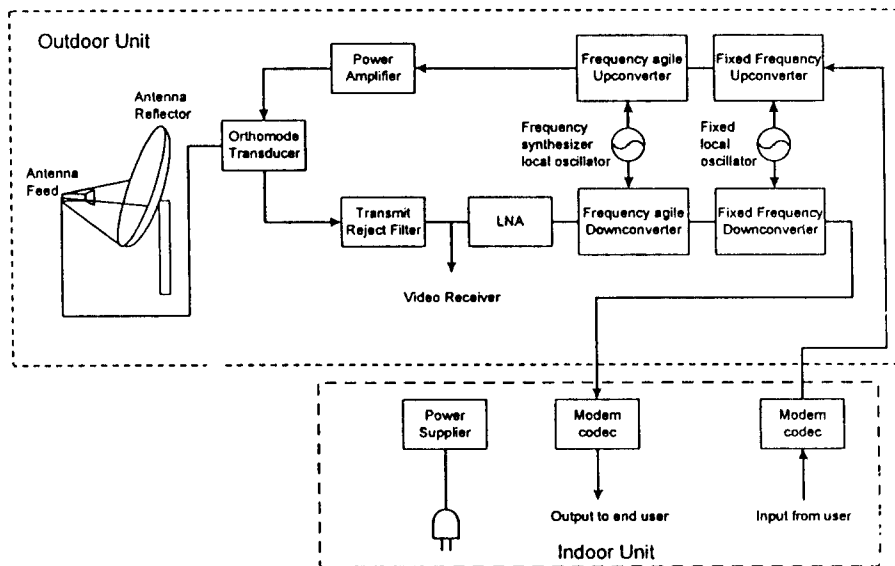 Outdoor Unit
Power
Amplifier
Frequency agile
Upconverter
Fixed Frequency
Upconverter
Antenna
Reflector
Orthomode
Transducer
Frequency
synthesizer
local oscillator
Fixed
local
oscillator
Antenna
Feed
Transmit
Reject Filter
LNA
Frequency agile
Downconverter
Fixed Frequency
Downconverter
Video Receiver
Power
Supplier
Modem
codec
Modem
codec
Output to end user
Input from user
Indoor Unit